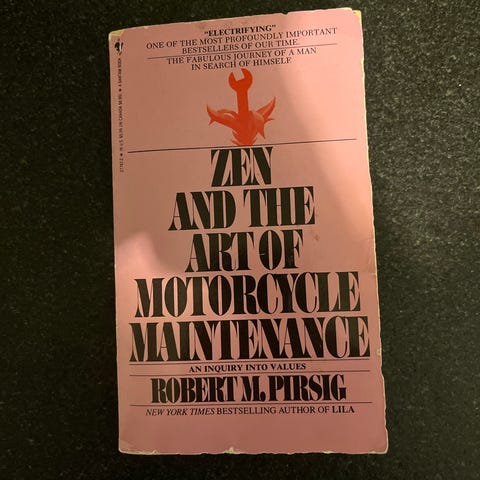 "ELECTRIFYING"
ONE OF THE MOST PROFOUNDLY IMPORTANT
BESTSELLERS OF OUR TIME.
THE FABULOUS JOURNEY OF A MAN
IN SEARCH OF HIMSELF
ZEN
AND THE
ART OF
MOTORCYCLE
MAINTENANCE
AN INQUIRY INTO VALUES
ROBERT M. PIRSIG
NEW YORK TIMES BESTSELLING AUTHOR OF LILA